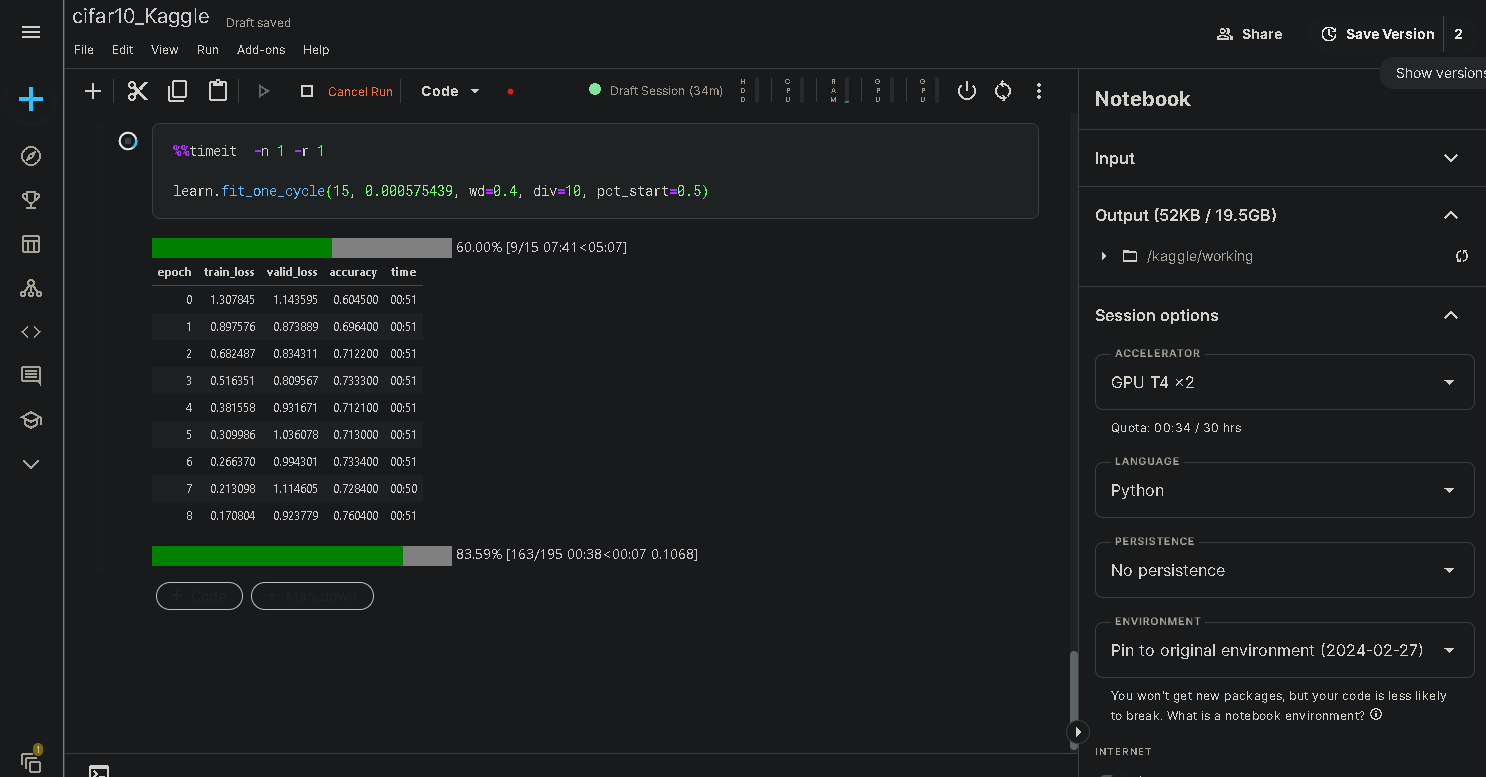 cifar10_Kaggle Draft saved
File Edit View Run Add-ons Help
Share Save Version 2
Show versions
Cancel Run Code Draft Session (34m) HDD CPU RAM GPU GPU
%%timeit -n 1 -r 1
learn.fit_one_cycle(15, 0.000575439, wd=0.4, div=10, pct_start=0.5)
60.00% [9/15 07:41<05:07]
epoch train_loss valid_loss accuracy time
0 1.307845 1.143595 0.604500 00:51
1 0.897576 0.873889 0.696400 00:51
2 0.682487 0.834311 0.712200 00:51
3 0.516351 0.809567 0.733300 00:51
4 0.381558 0.931671 0.712100 00:51
5 0.309986 1.036078 0.713000 00:51
6 0.266370 0.994301 0.733400 00:51
7 0.213098 1.114605 0.728400 00:50
8 0.170804 0.923779 0.760400 00:51
83.59% [163/195 00:38<00:07 0.1068]
+ Code + Markdown
Notebook
Input
Output (52KB / 19.5GB)
/kaggle/working
Session options
ACCELERATOR
GPU T4 ×2
Quota: 00:34 / 30 hrs
LANGUAGE
Python
PERSISTENCE
No persistence
ENVIRONMENT
Pin to original environment (2024-02-27)
You won't get new packages, but your code is less likely
to break. What is a notebook environment?
INTERNET
1